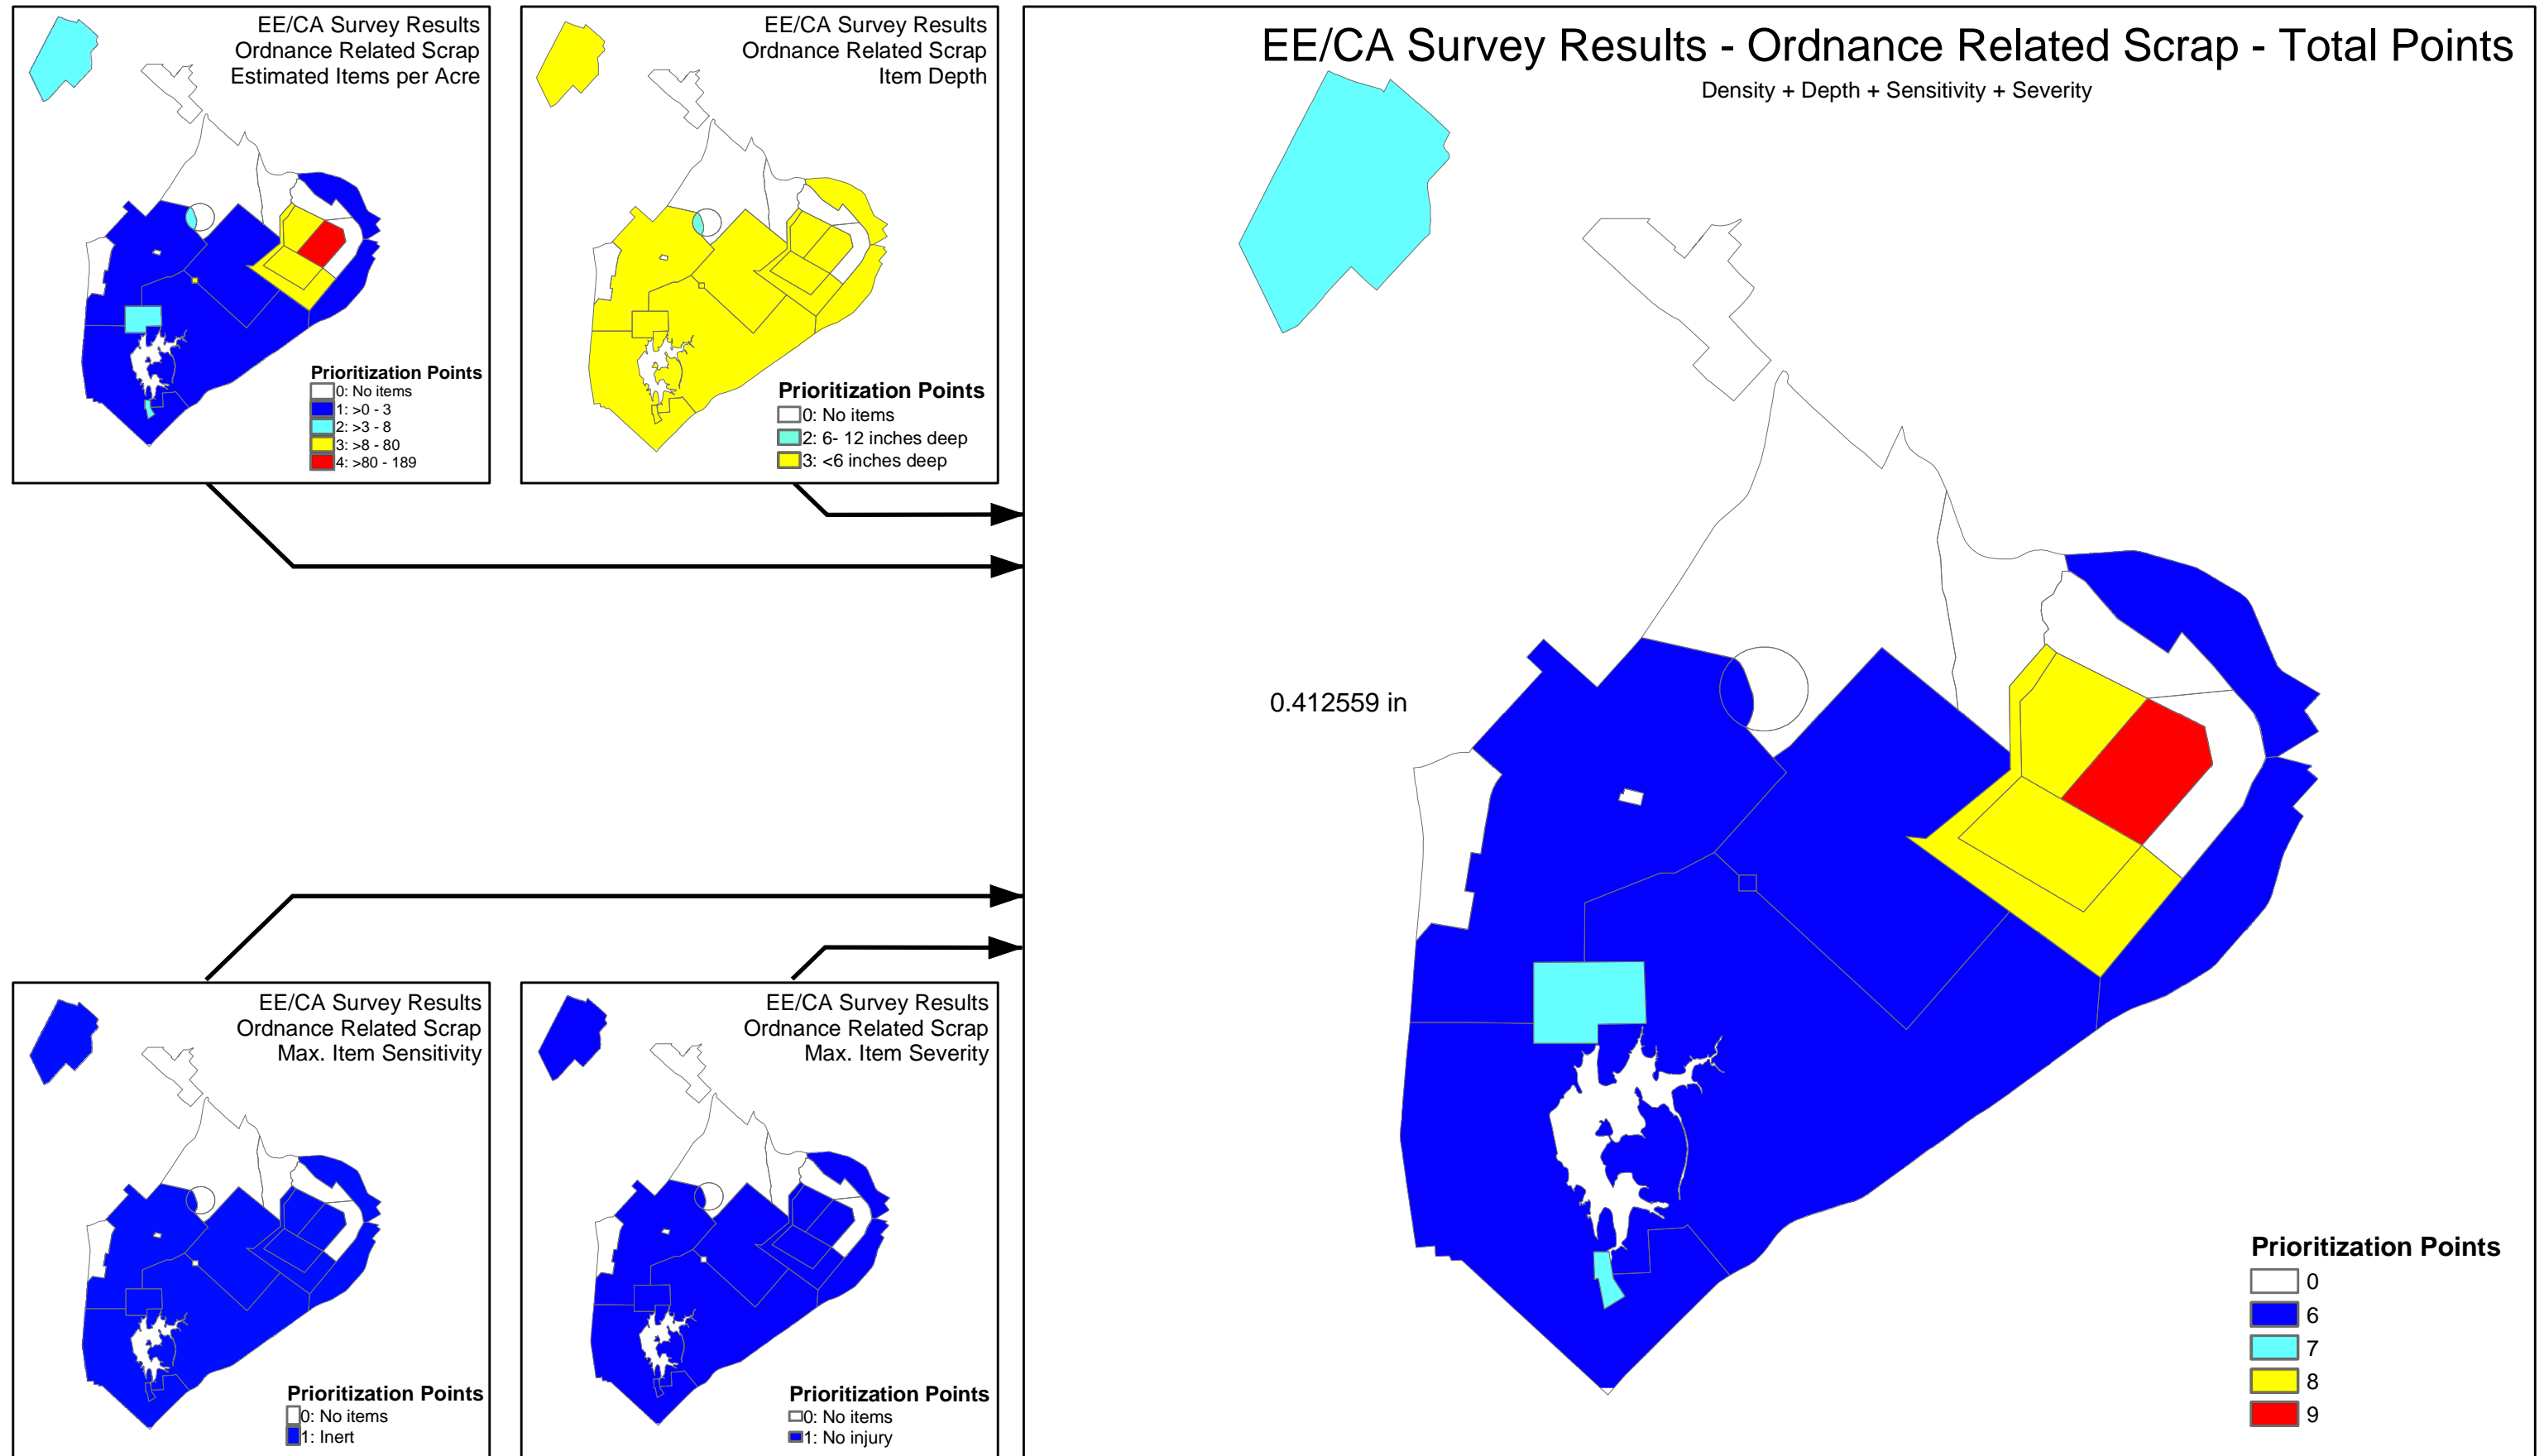 EE/CA Survey Results
Ordnance Related Scrap
Estimated Items per Acre
Prioritization Points
0: No items
1: >0 - 3
2: >3 - 8
3: >8 - 80
4: >80 - 189
EE/CA Survey Results
Ordnance Related Scrap
Item Depth
Prioritization Points
0: No items
2: 6- 12 inches deep
3: <6 inches deep
EE/CA Survey Results - Ordnance Related Scrap - Total Points
Density + Depth + Sensitivity + Severity
0.412559 in
Prioritization Points
0
6
7
8
9
EE/CA Survey Results
Ordnance Related Scrap
Max. Item Sensitivity
Prioritization Points
0: No items
1: Inert
EE/CA Survey Results
Ordnance Related Scrap
Max. Item Severity
Prioritization Points
0: No items
1: No injury